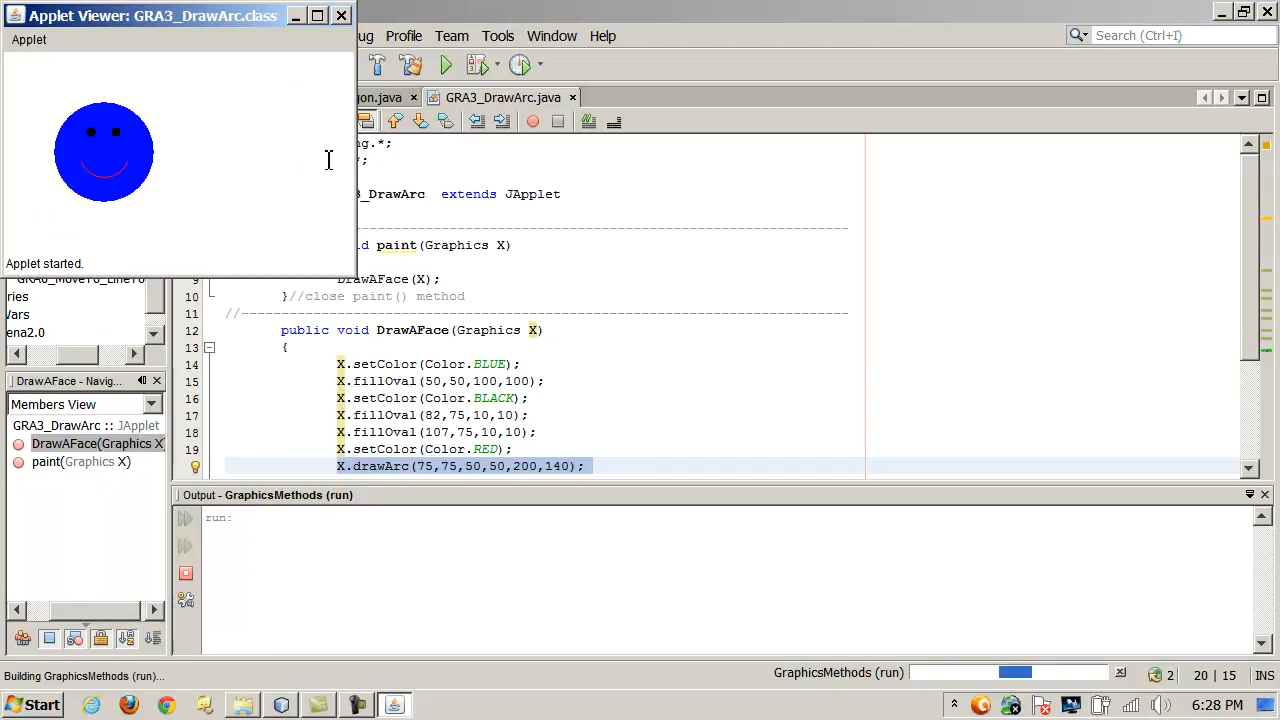 Applet Viewer: GRA3_DrawArc.class
Applet
Applet started.
Profile Team Tools Window Help
Search (Ctrl+I)
gon.java
GRA3_DrawArc.java
ng.*;
*;
3_DrawArc extends JApplet
--------------------------------------------------------------
d paint(Graphics X)
DrawAFace(X);
10 }//close paint() method
11 //----------------------------------------------------------------------------
12 public void DrawAFace(Graphics X)
13 {
14 X.setColor(Color.BLUE);
15 X.fillOval(50,50,100,100);
16 X.setColor(Color.BLACK);
17 X.fillOval(82,75,10,10);
18 X.fillOval(107,75,10,10);
19 X.setColor(Color.RED);
X.drawArc(75,75,50,50,200,140);
ries
Wars
ena2.0
DrawAFace - Navig...
Members View
GRA3_DrawArc :: JApplet
DrawAFace(Graphics X)
paint(Graphics X)
Output - GraphicsMethods (run)
run:
Building GraphicsMethods (run)...
GraphicsMethods (run)
2
20 | 15
INS
Start
6:28 PM